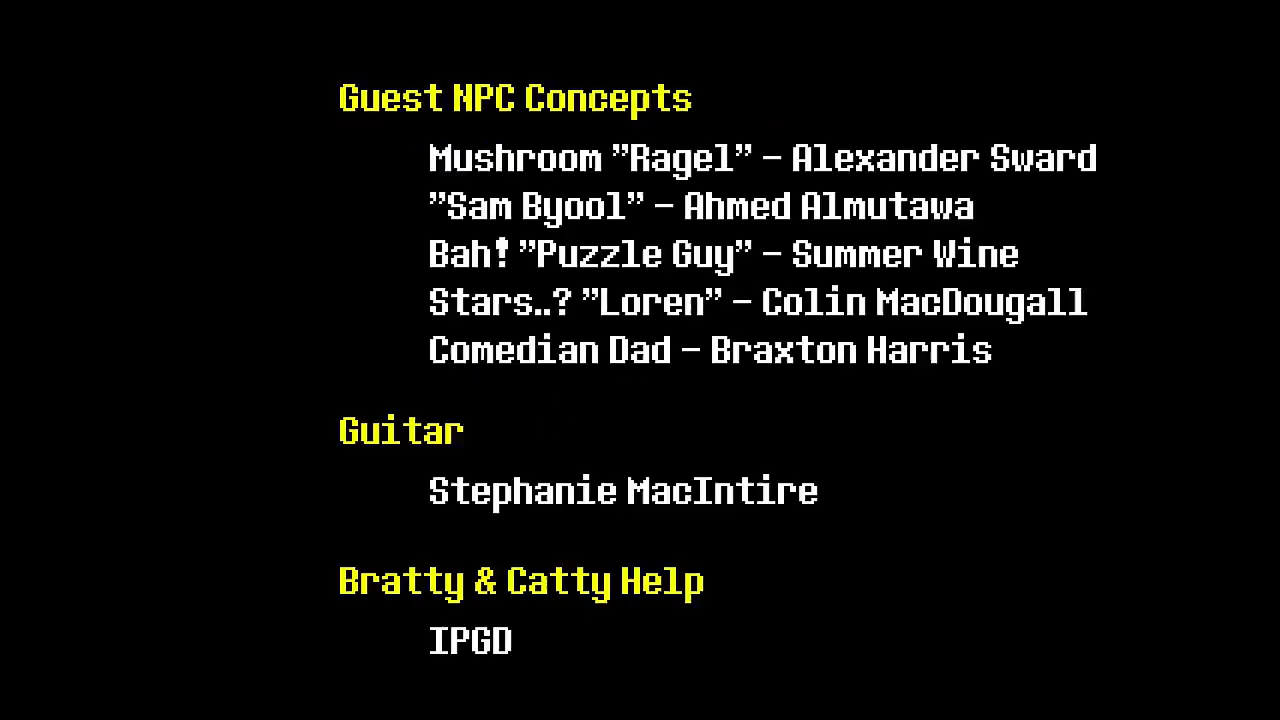 Guest NPC Concepts
Mushroom ”Ragel” - Alexander Sward
”Sam Byool” - Ahmed Almutawa
Bah! ”Puzzle Guy” - Summer Wine
Stars..? ”Loren” - Colin MacDougall
Comedian Dad - Braxton Harris
Guitar
Stephanie MacIntire
Bratty & Catty Help
IPGD